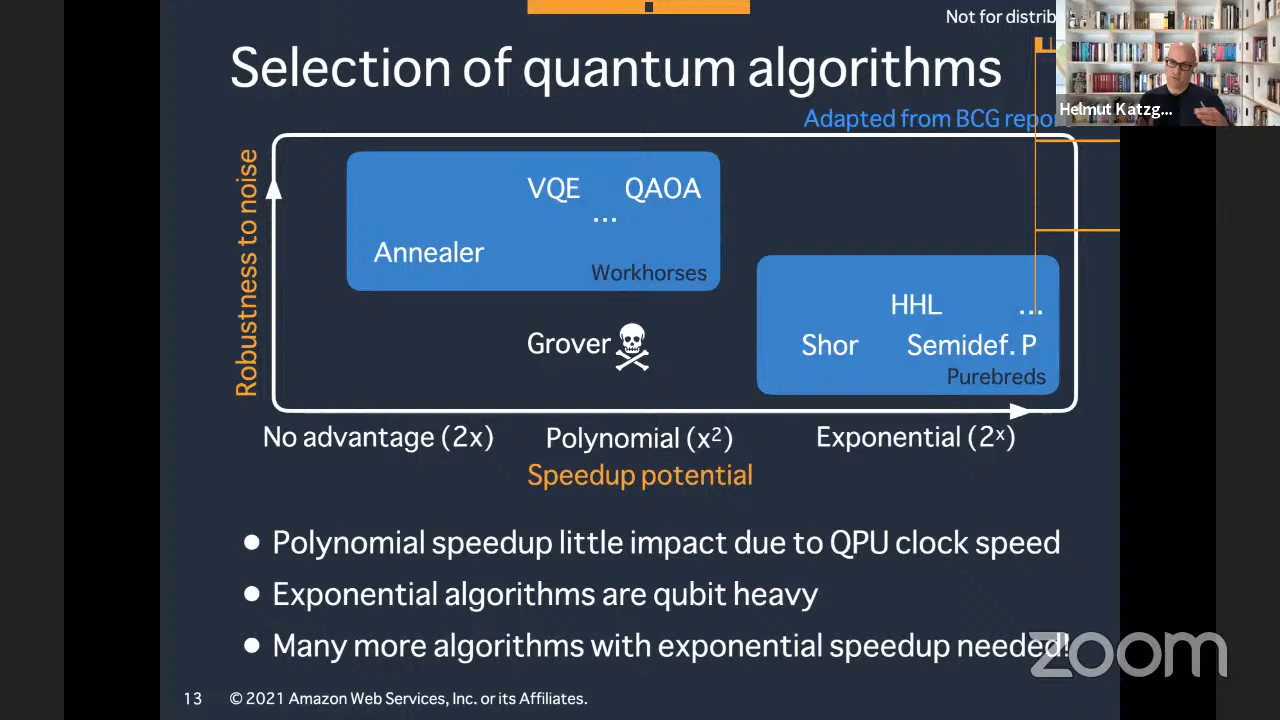 Not for distrib
Selection of quantum algorithms
Helmut Katzg...
Adapted from BCG report
Robustness to noise
VQE QAOA
...
Annealer
Workhorses
HHL ...
Grover
Shor Semidef. P
Purebreds
No advantage (2x) Polynomial (x²) Exponential (2ˣ)
Speedup potential
● Polynomial speedup little impact due to QPU clock speed
● Exponential algorithms are qubit heavy
● Many more algorithms with exponential speedup needed!
zoom
13 © 2021 Amazon Web Services, Inc. or its Affiliates.